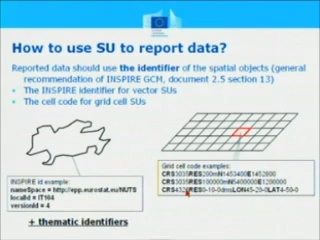 How to use SU to report data?
Reported data should use the identifier of the spatial objects (general
recommendation of INSPIRE GCM, document 2.5 section 13)
• The INSPIRE identifier for vector SUs
• The cell code for grid cell SUs
INSPIRE id example:
nameSpace = http://epp.eurostat.eu/NUTS
localId = IT104
versionId = 4
Grid cell code examples:
CRS3035RES200mN1453400E1452800
CRS3035RES100000mN5400000E1200000
+ thematic identifiers